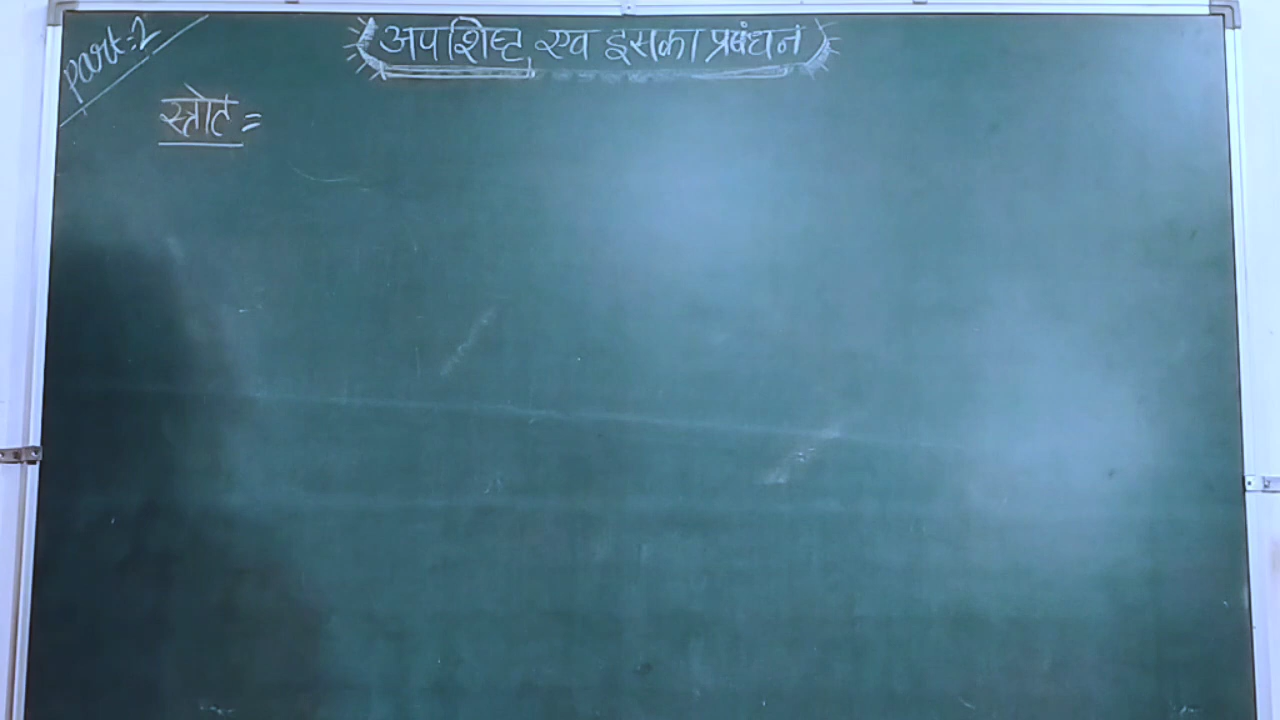 Part:2
अपशिष्ट एव इसका प्रबंधन
स्त्रोत =